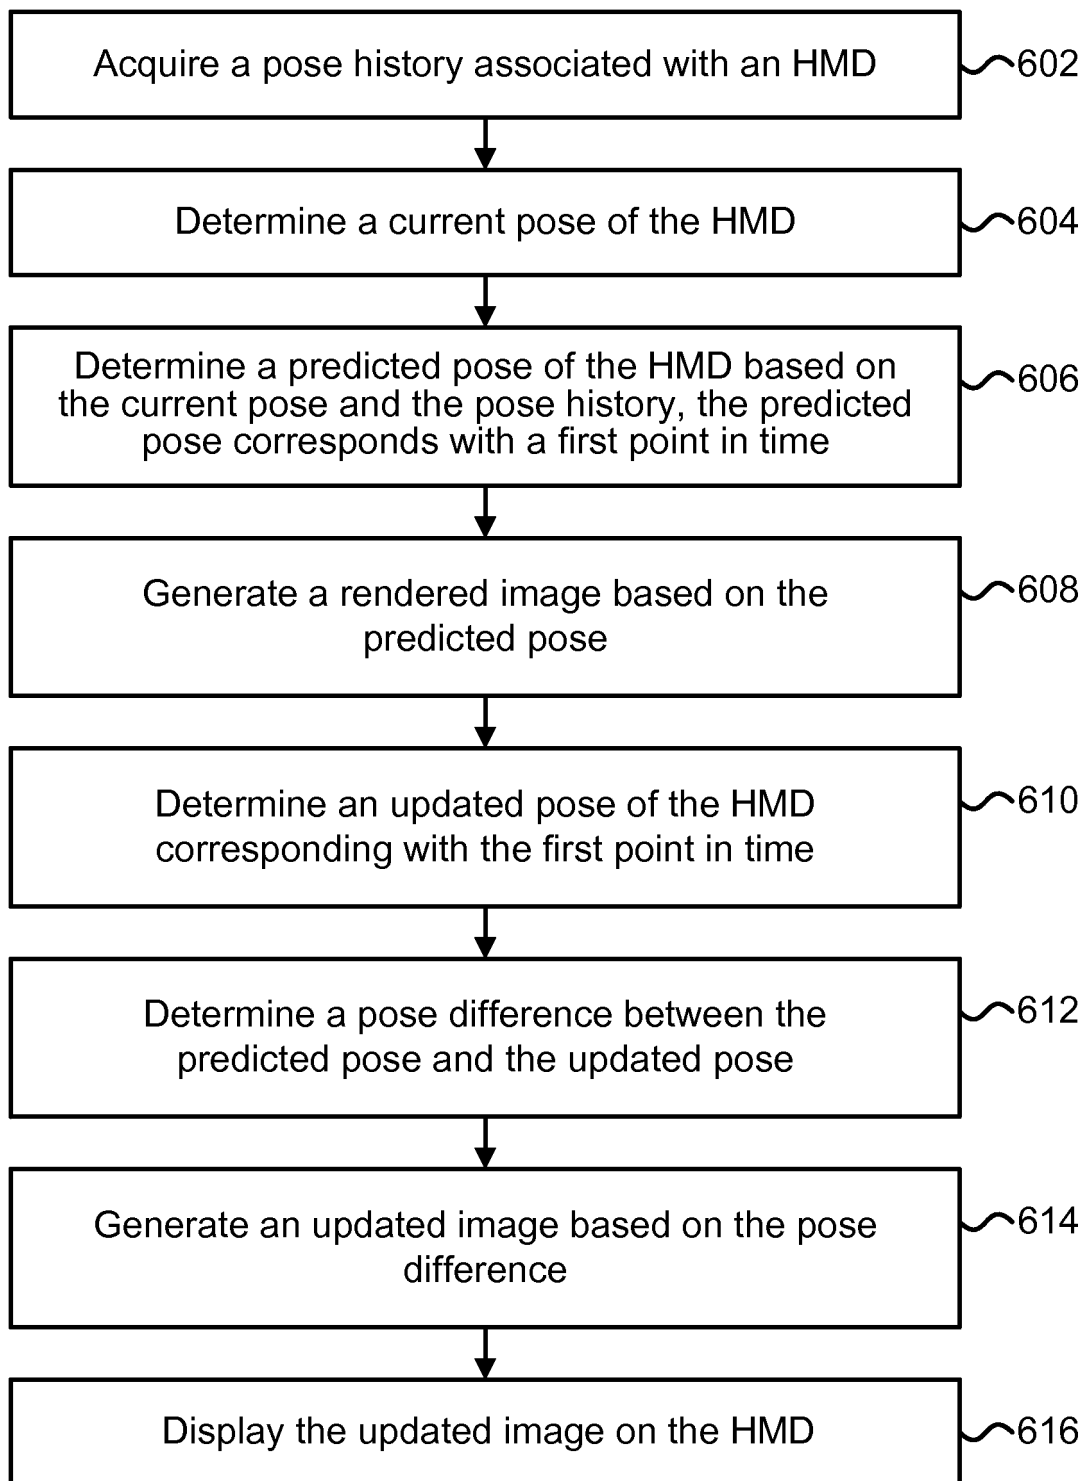 Acquire a pose history associated with an HMD
602
Determine a current pose of the HMD
604
Determine a predicted pose of the HMD based on
the current pose and the pose history, the predicted
pose corresponds with a first point in time
606
Generate a rendered image based on the
predicted pose
608
Determine an updated pose of the HMD
corresponding with the first point in time
610
Determine a pose difference between the
predicted pose and the updated pose
612
Generate an updated image based on the pose
difference
614
Display the updated image on the HMD
616